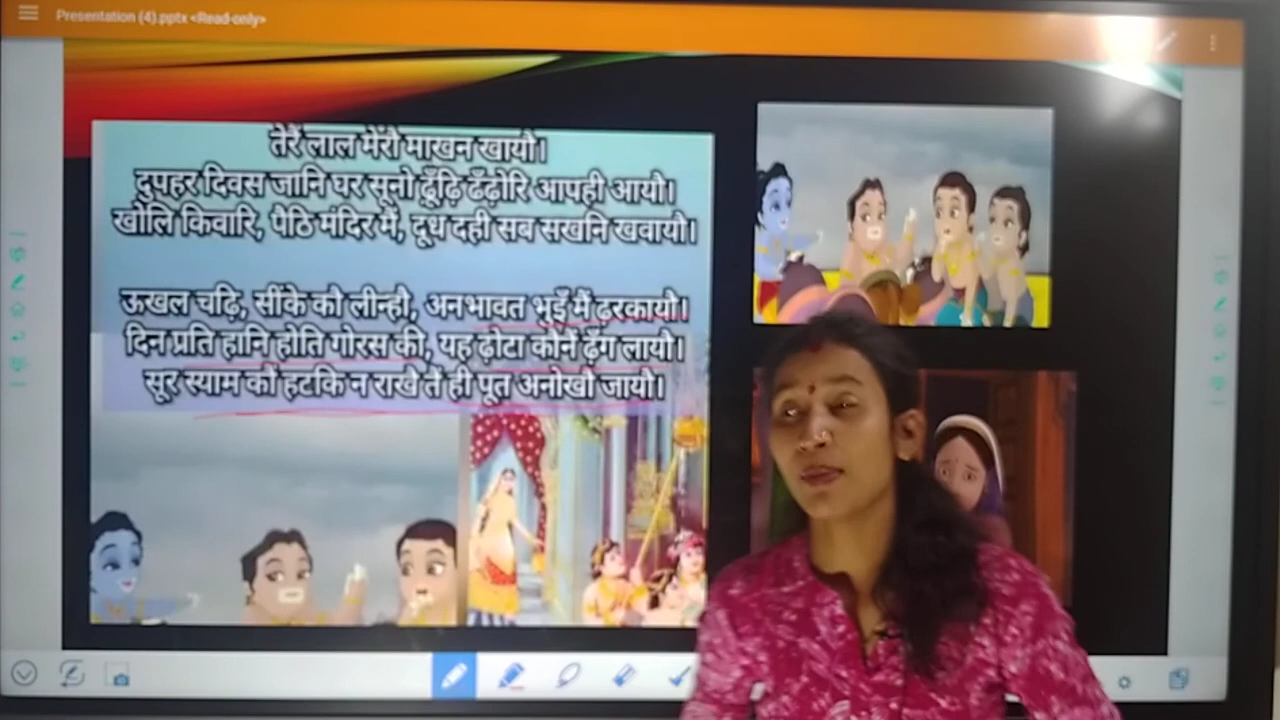 Presentation (4).pptx <Read-only>
तेरैं लाल मेरौ माखन खायौ।
दुपहर दिवस जानि घर सूनो ढूँढ़ि ढँढ़ोरि आपही आयौ।
खोलि किवारि, पैठि मंदिर मैं, दूध दही सब सखनि खवायौ।
ऊखल चढ़ि, सींके को लीन्हौ, अनभावत भुइँ मैं ढ़रकायौ।
दिन प्रति हानि होति गोरस की, यह ढ़ोटा कौनैं ढ़ँग लायौ।
सूर स्याम कौं हटकि न राखै तैं ही पूत अनोखौ जायौ।